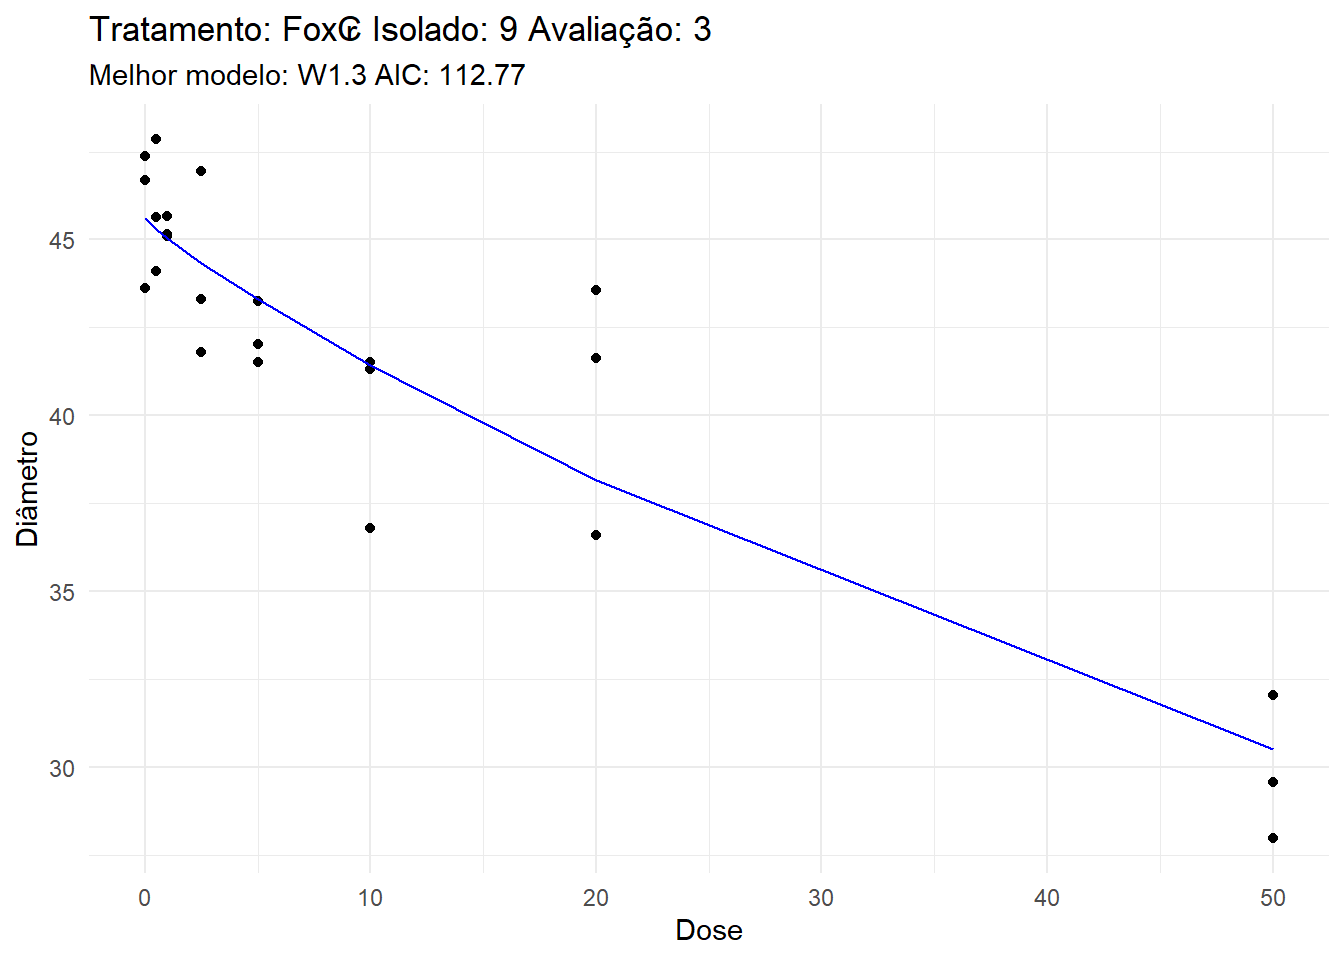 Tratamento: Fox₢ Isolado: 9 Avaliação: 3
Melhor modelo: W1.3 AIC: 112.77
45
40
35
30
Diâmetro
0 10 20 30 40 50
Dose